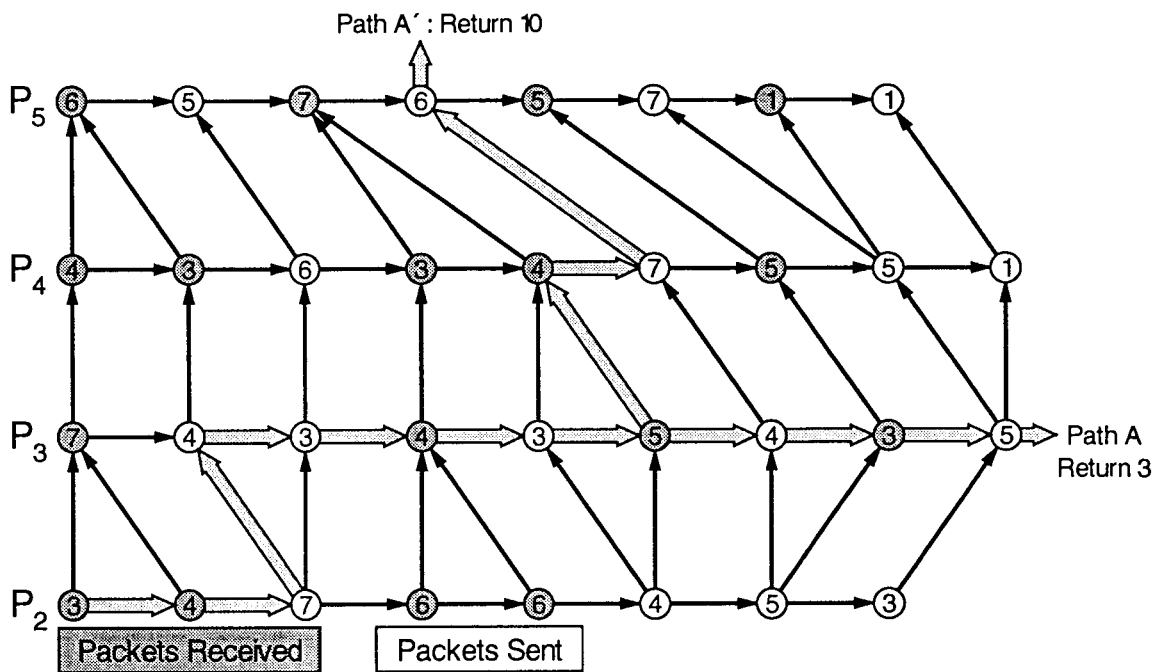 Path A´ : Return 10
P5 6 5 7 6 5 7 1 1
P4 4 3 6 3 4 7 5 5 1
P3 7 4 3 4 3 5 4 3 5 Path A
Return 3
P2 3 4 7 6 6 4 5 3
Packets Received Packets Sent